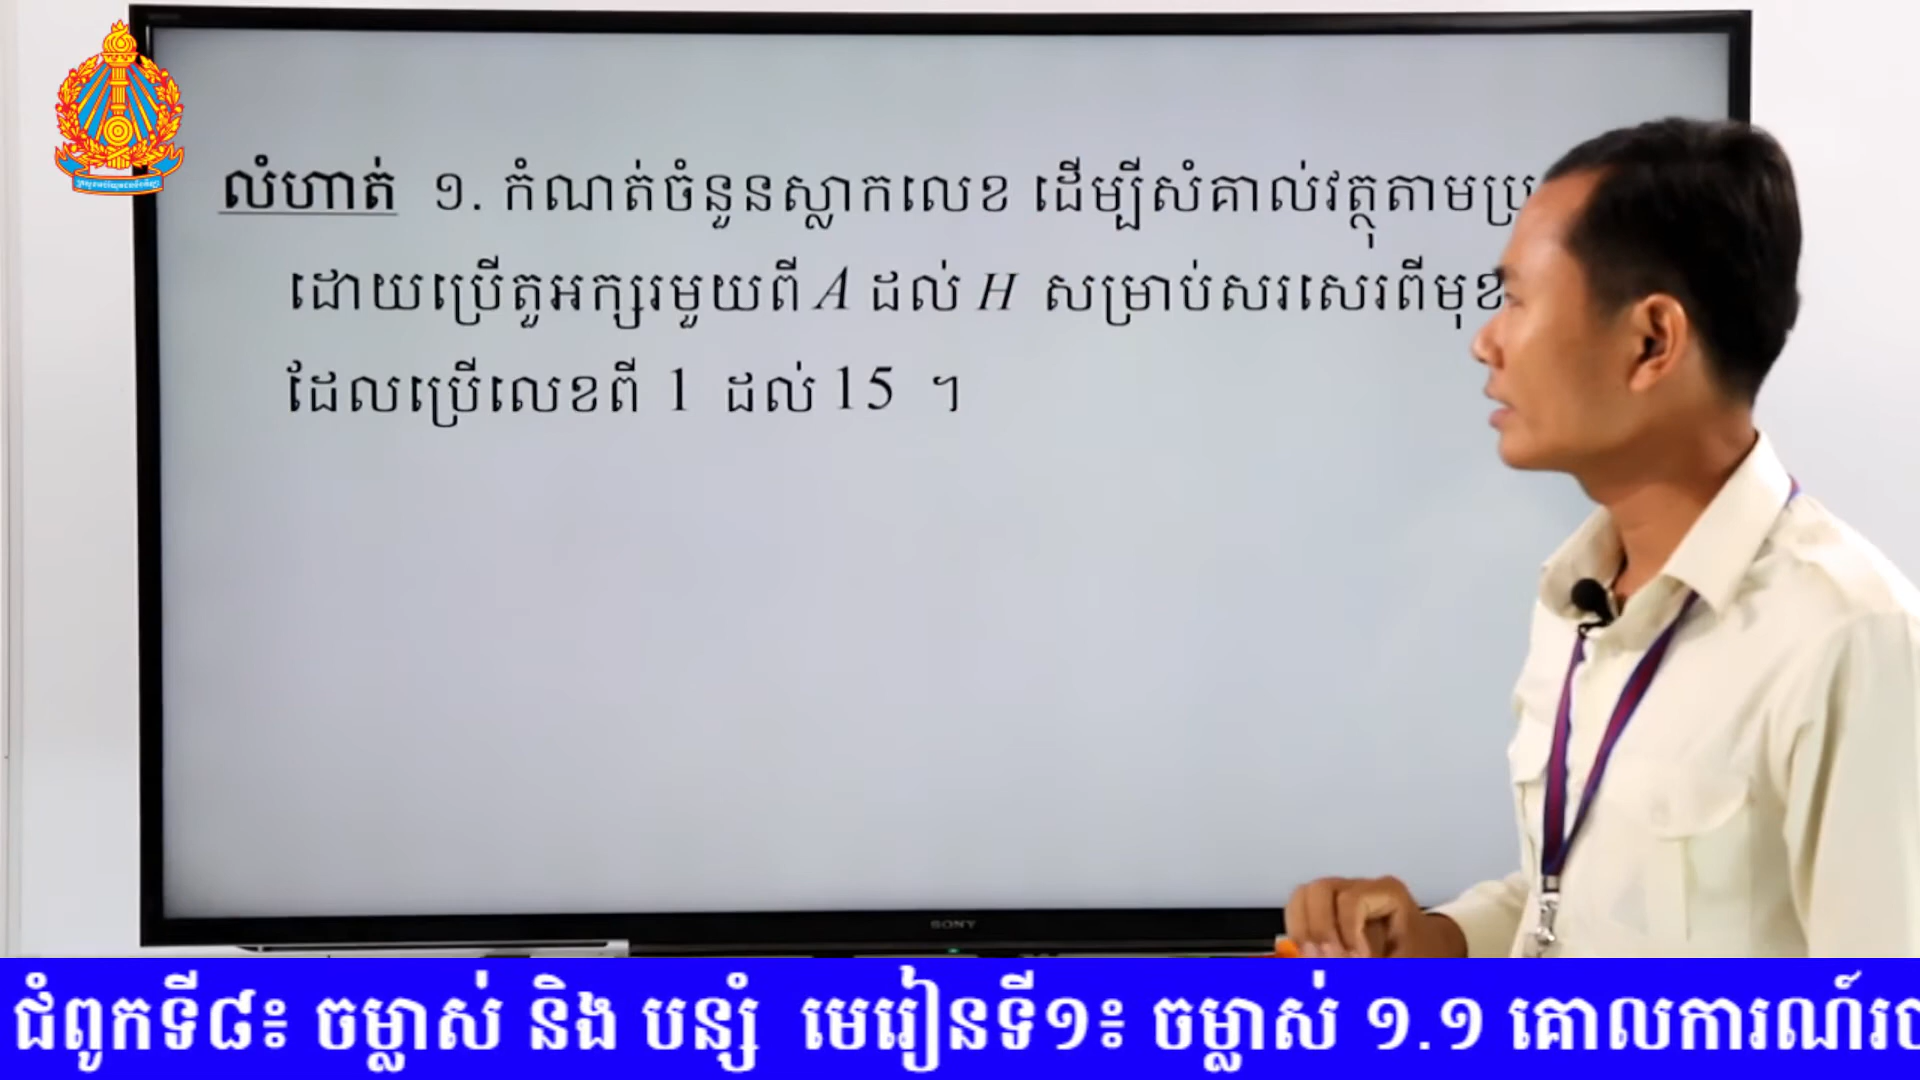 លំហាត់ ១. កំណត់ចំនួនស្លាកលេខ ដើម្បីសំគាល់វត្ថុតាមប្រ
ដោយប្រើតួអក្សរមួយពី A ដល់ H សម្រាប់សរសេរពីមុខ
ដែលប្រើលេខពី 1 ដល់ 15 ។
SONY
ជំពូកទី៨៖ ចម្លាស់ និង បន្សំ មេរៀនទី១៖ ចម្លាស់ ១.១ គោលការណ៍រប